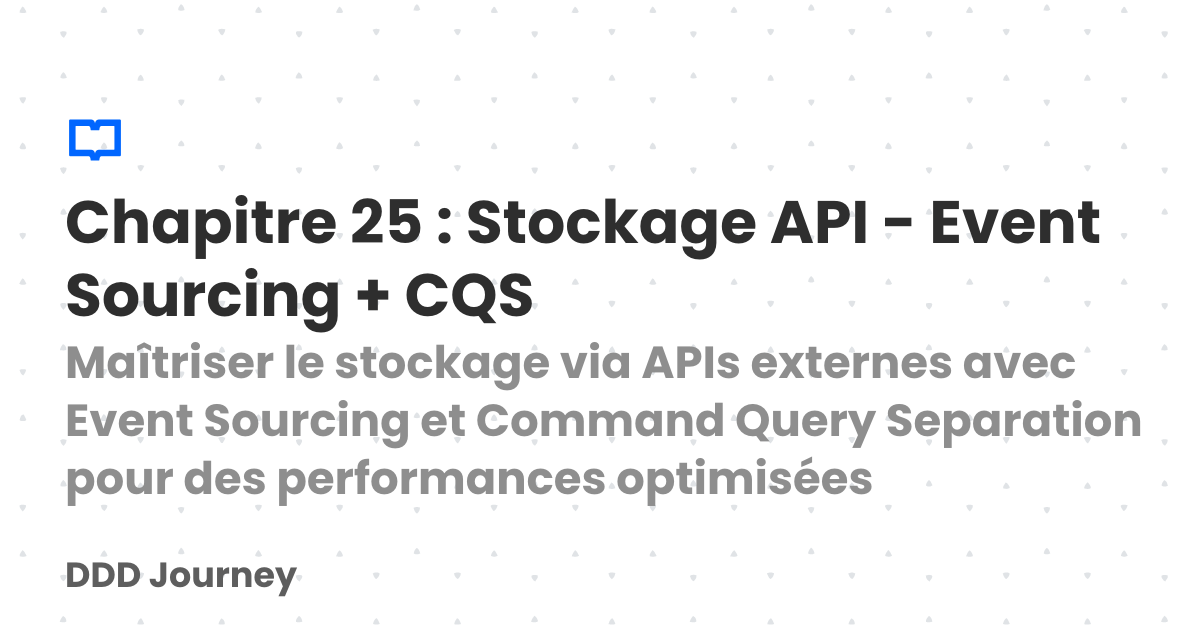 Chapitre 25 : Stockage API - Event
Sourcing + CQS
Maîtriser le stockage via APIs externes avec
Event Sourcing et Command Query Separation
pour des performances optimisées
DDD Journey